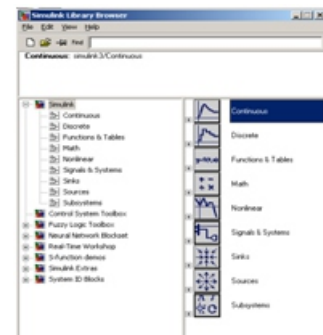 Simulink Library Browser
File Edit View Help
Find
Continuous: simulink3/Continuous
Simulink
Continuous
Discrete
Functions & Tables
Math
Nonlinear
Signals & Systems
Sinks
Sources
Subsystems
Control System Toolbox
Fuzzy Logic Toolbox
Neural Network Blockset
Real-Time Workshop
S-function demos
Simulink Extras
System ID Blocks
Continuous
Discrete
Functions & Tables
Math
Nonlinear
Signals & Systems
Sinks
Sources
Subsystems